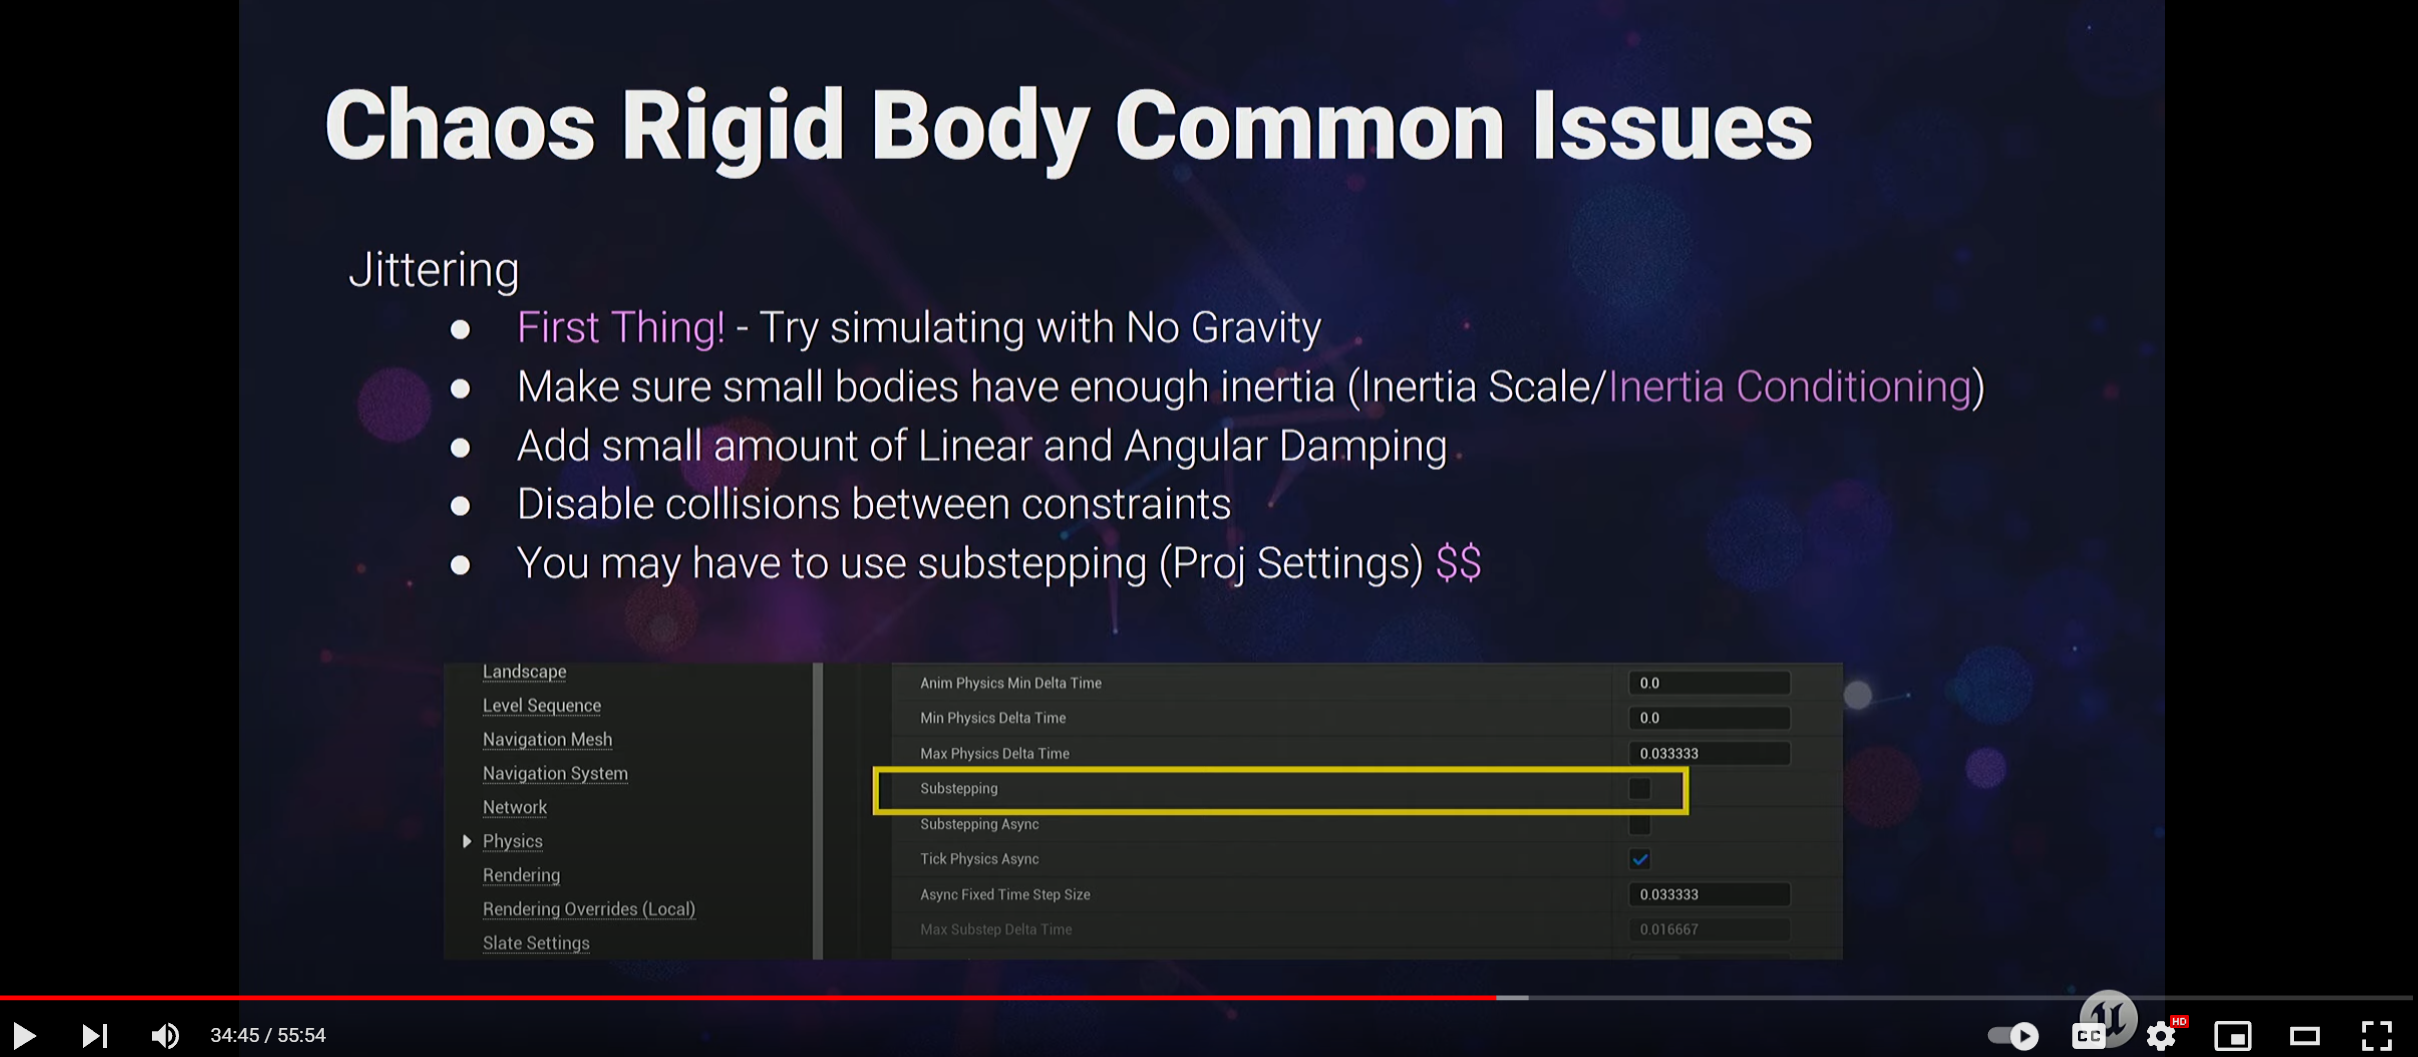 Chaos Rigid Body Common Issues
Jittering
● First Thing! - Try simulating with No Gravity
● Make sure small bodies have enough inertia (Inertia Scale/Inertia Conditioning)
● Add small amount of Linear and Angular Damping
● Disable collisions between constraints
● You may have to use substepping (Proj Settings) $$
Landscape
Level Sequence
Navigation Mesh
Navigation System
Network
Physics
Rendering
Rendering Overrides (Local)
Slate Settings
Anim Physics Min Delta Time 0.0
Min Physics Delta Time 0.0
Max Physics Delta Time 0.033333
Substepping
Substepping Async
Tick Physics Async
Async Fixed Time Step Size 0.033333
Max Substep Delta Time 0.016667
34:45 / 55:54
CC
HD